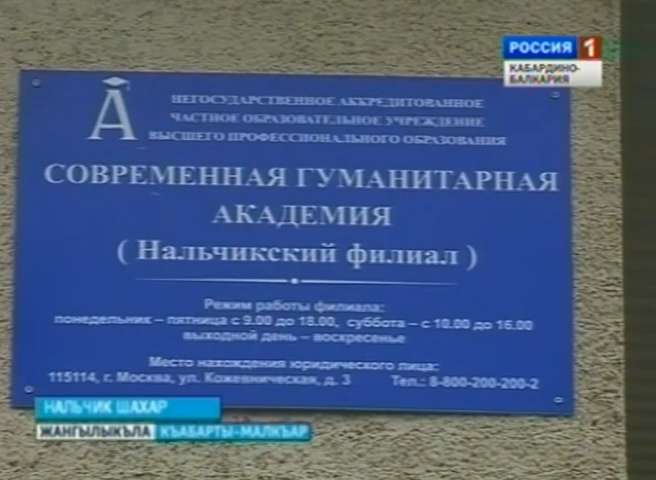 РОССИЯ 1
КАБАРДИНО-
БАЛКАРИЯ
НЕГОСУДАРСТВЕННОЕ АККРЕДИТОВАННОЕ
ЧАСТНОЕ ОБРАЗОВАТЕЛЬНОЕ УЧРЕЖДЕНИЕ
ВЫСШЕГО ПРОФЕССИОНАЛЬНОГО ОБРАЗОВАНИЯ
СОВРЕМЕННАЯ ГУМАНИТАРНАЯ
АКАДЕМИЯ
( Нальчикский филиал )
Режим работы филиала:
понедельник – пятница с 9.00 до 18.00, суббота – с 10.00 до 16.00
выходной день – воскресенье
Место нахождения юридического лица:
115114, г. Москва, ул. Кожевническая, д. 3 Тел.: 8-800-200-200-2
НАЛЬЧИК ШАХАР
ЖАНГЫЛЫКЪЛА КЪАБАРТЫ-МАЛКЪАР